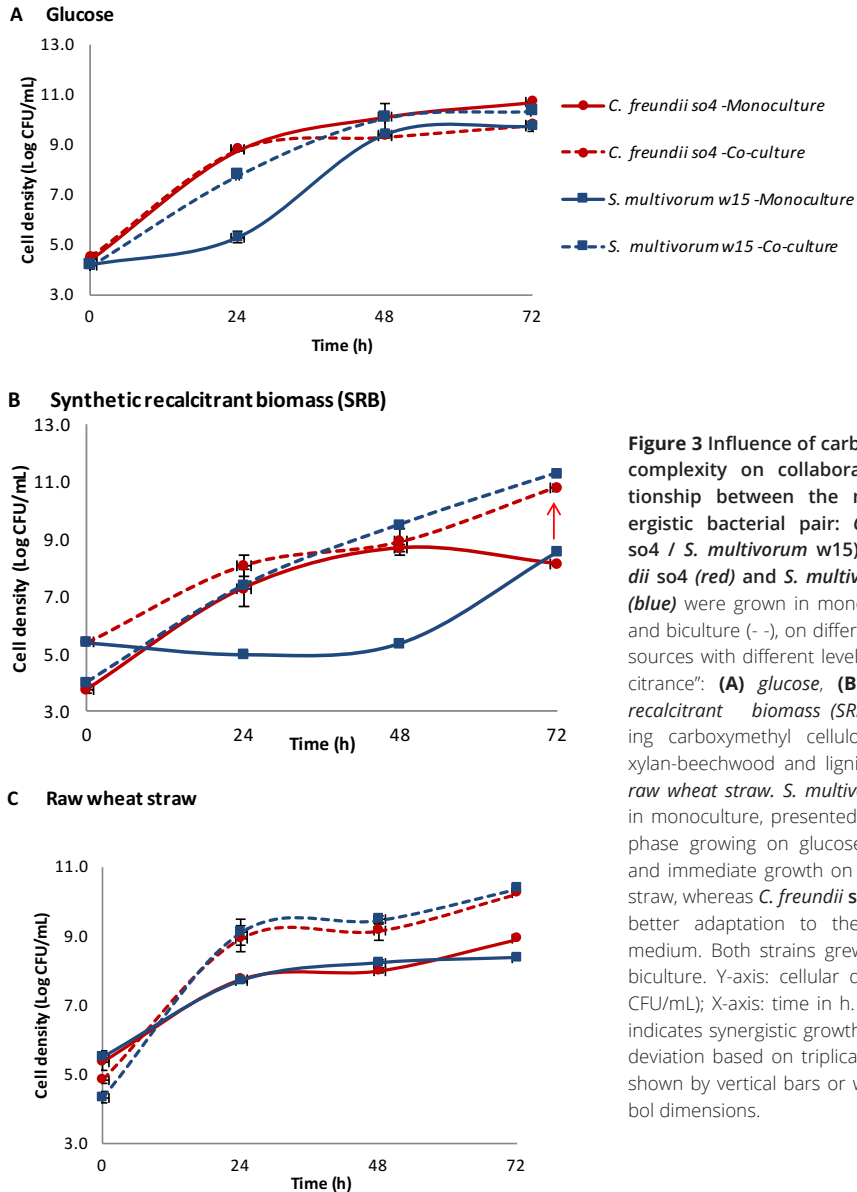 A Glucose
13.0
11.0
9.0
7.0
5.0
3.0
Cell density (Log CFU/mL)
0 24 48 72
Time (h)
C. freundii so4 -Monoculture
C. freundii so4 -Co-culture
S. multivorum w15 -Monoculture
S. multivorum w15 -Co-culture
B Synthetic recalcitrant biomass (SRB)
13.0
11.0
9.0
7.0
5.0
3.0
Cell density (Log CFU/mL)
0 24 48 72
Time (h)
C Raw wheat straw
11.0
9.0
7.0
5.0
3.0
Cell density (Log CFU/mL)
0 24 48 72
Time (h)
Figure 3 Influence of carb
complexity on collabora
tionship between the
ergistic bacterial pair:
so4 / S. multivorum w15)
dii so4 (red) and S. multiv
(blue) were grown in mono
and biculture (- -), on differ
sources with different level
citrance": (A) glucose, (B
recalcitrant biomass (SR
ing carboxymethyl cellulo
xylan-beechwood and ligni
raw wheat straw. S. multiv
in monoculture, presented
phase growing on glucose
and immediate growth on
straw, whereas C. freundii s
better adaptation to the
medium. Both strains grew
biculture. Y-axis: cellular d
CFU/mL); X-axis: time in h.
indicates synergistic growth
deviation based on triplica
shown by vertical bars or w
bol dimensions.